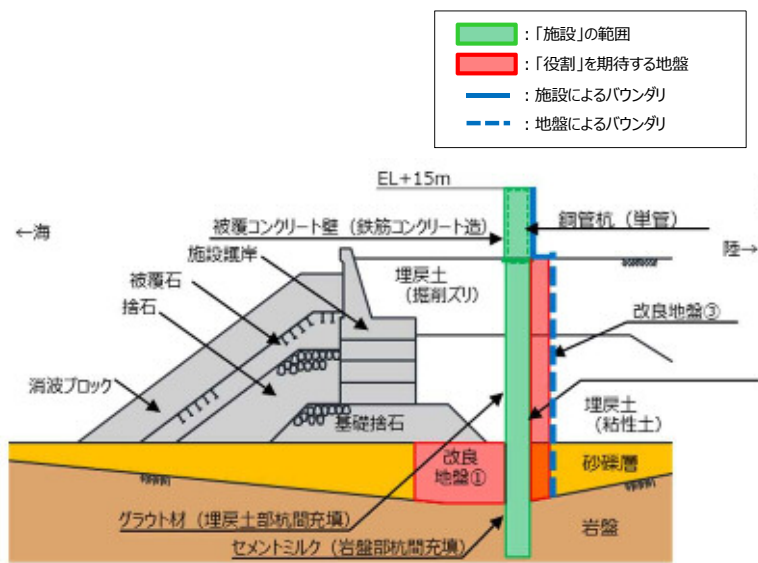 ：「施設」の範囲
：「役割」を期待する地盤
：施設によるバウンダリ
：地盤によるバウンダリ
EL+15m
←海
被覆コンクリート壁（鉄筋コンクリート造）
鋼管杭（単管）
陸→
施設護岸
被覆石
埋戻土
（掘削ズリ）
捨石
改良地盤③
消波ブロック
埋戻土
（粘性土）
基礎捨石
改良
地盤①
砂礫層
グラウト材（埋戻土部杭間充填）
岩盤
セメントミルク（岩盤部杭間充填）